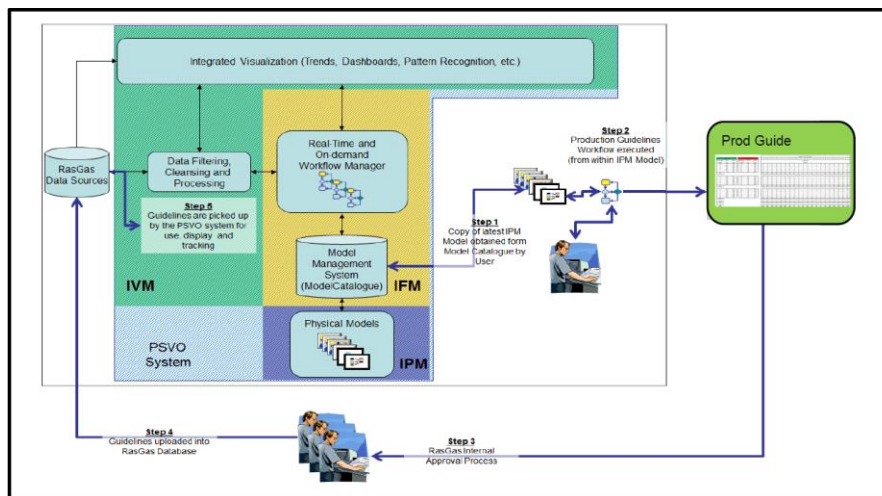 Integrated Visualization (Trends, Dashboards, Pattern Recognition, etc.)
RasGas
Data Sources
Data Filtering,
Cleansing and
Processing
Real-Time and
On-demand
Workflow Manager
Step 5
Guidelines are picked up
by the PSVO system for
use, display and
tracking
Model
Management
System
(ModelCatalogue)
IVM
IFM
Physical Models
IPM
PSVO
System
Step 1
Copy of latest IPM
Model obtained form
Model Catalogue by
User
Step 2
Production Guidelines
Workflow executed
(from within IPM Model)
Prod Guide
Step 3
RasGas Internal
Approval Process
Step 4
Guidelines uploaded into
RasGas Database